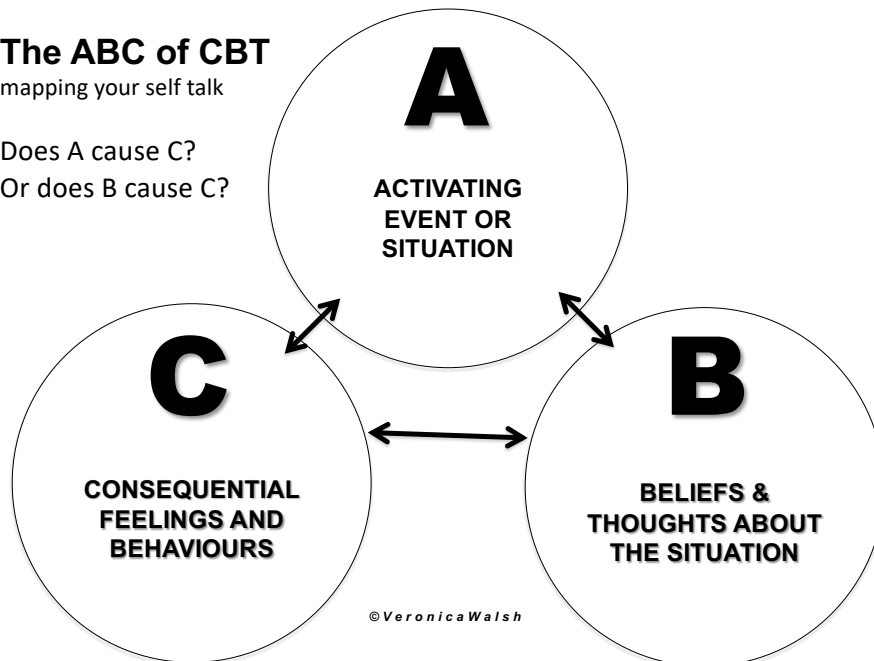 The ABC of CBT
mapping your self talk
Does A cause C?
Or does B cause C?
A
ACTIVATING
EVENT OR
SITUATION
C
CONSEQUENTIAL
FEELINGS AND
BEHAVIOURS
B
BELIEFS &
THOUGHTS ABOUT
THE SITUATION
©VeronicaWalsh